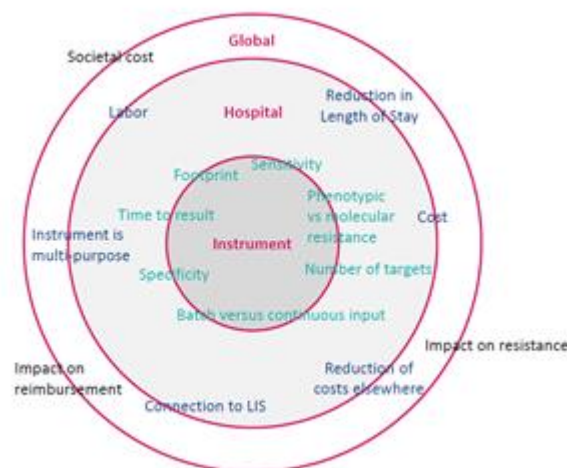 Global
Societal cost
Reduction in
Length of Stay
Labor
Hospital
Sensitivity
Footprint
Phenotypic
vs molecular
resistance
Time to result
Cost
Instrument is
multi-purpose
Instrument
Specificity
Number of targets
Batch versus continuous input
Impact on resistance
Impact on
reimbursement
Reduction of
costs elsewhere
Connection to LIS